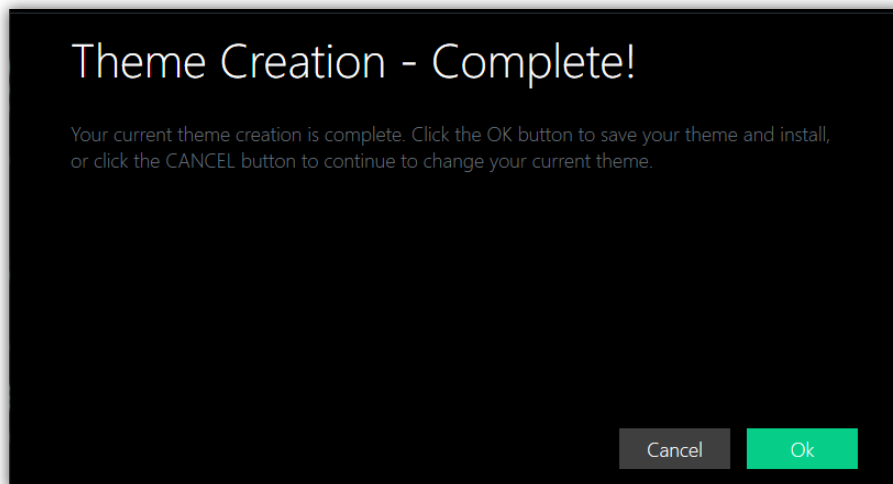 Theme Creation - Complete!
Your current theme creation is complete. Click the OK button to save your theme and install,
or click the CANCEL button to continue to change your current theme.
Cancel
Ok